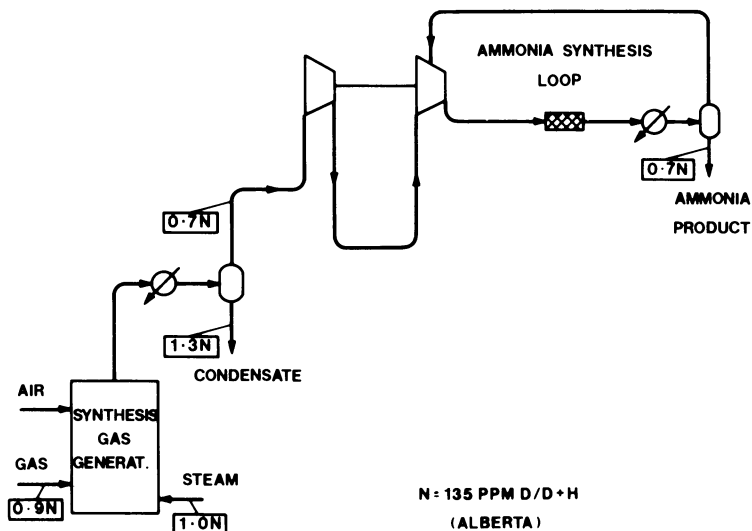 AMMONIA SYNTHESIS
LOOP
0·7N
AMMONIA
PRODUCT
0·7N
1·3N
CONDENSATE
AIR
SYNTHESIS
GAS
GENERAT.
GAS
0·9N
STEAM
1·0N
N = 135 PPM D/D+H
(ALBERTA)